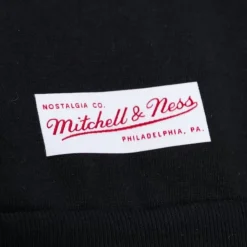 NOSTALGIA CO.
Mitchell & Ness
PHILADELPHIA, PA.